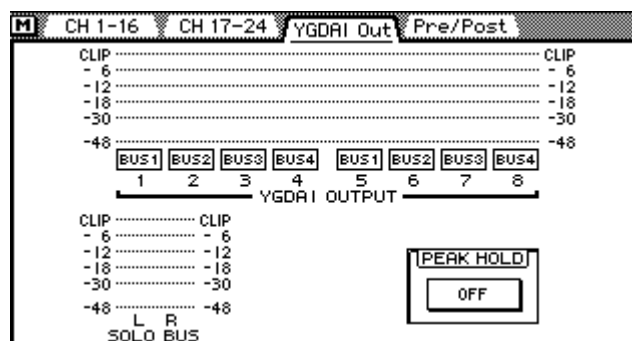 M CH 1-16 CH 17-24 YGDAI Out Pre/Post
CLIP CLIP
- 6 - 6
-12 -12
-18 -18
-30 -30
-48 -48
BUS1 BUS2 BUS3 BUS4 BUS1 BUS2 BUS3 BUS4
1 2 3 4 5 6 7 8
YGDAI OUTPUT
CLIP CLIP
- 6 - 6
-12 -12
-18 -18
-30 -30
-48 -48
L R
SOLO BUS
PEAK HOLD
OFF